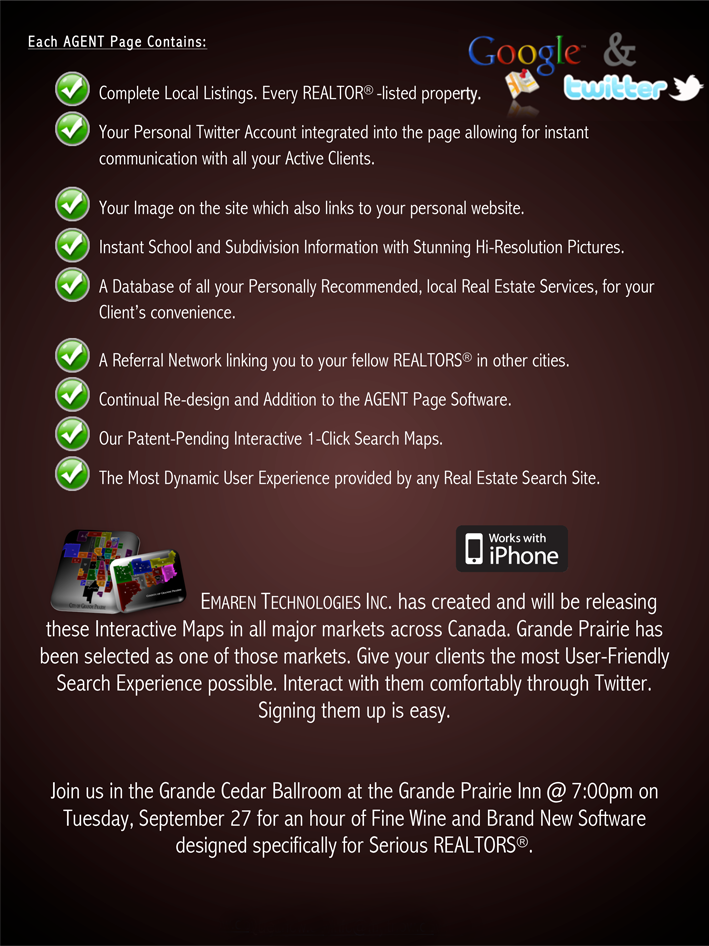 Each AGENT Page Contains:
Google™ &
twitter
Complete Local Listings. Every REALTOR® -listed property.
Your Personal Twitter Account integrated into the page allowing for instant
communication with all your Active Clients.
Your Image on the site which also links to your personal website.
Instant School and Subdivision Information with Stunning Hi-Resolution Pictures.
A Database of all your Personally Recommended, local Real Estate Services, for your
Client's convenience.
A Referral Network linking you to your fellow REALTORS® in other cities.
Continual Re-design and Addition to the AGENT Page Software.
Our Patent-Pending Interactive 1-Click Search Maps.
The Most Dynamic User Experience provided by any Real Estate Search Site.
Works with
iPhone
EMAREN TECHNOLOGIES INC. has created and will be releasing
these Interactive Maps in all major markets across Canada. Grande Prairie has
been selected as one of those markets. Give your clients the most User-Friendly
Search Experience possible. Interact with them comfortably through Twitter.
Signing them up is easy.
Join us in the Grande Cedar Ballroom at the Grande Prairie Inn @ 7:00pm on
Tuesday, September 27 for an hour of Fine Wine and Brand New Software
designed specifically for Serious REALTORS®.